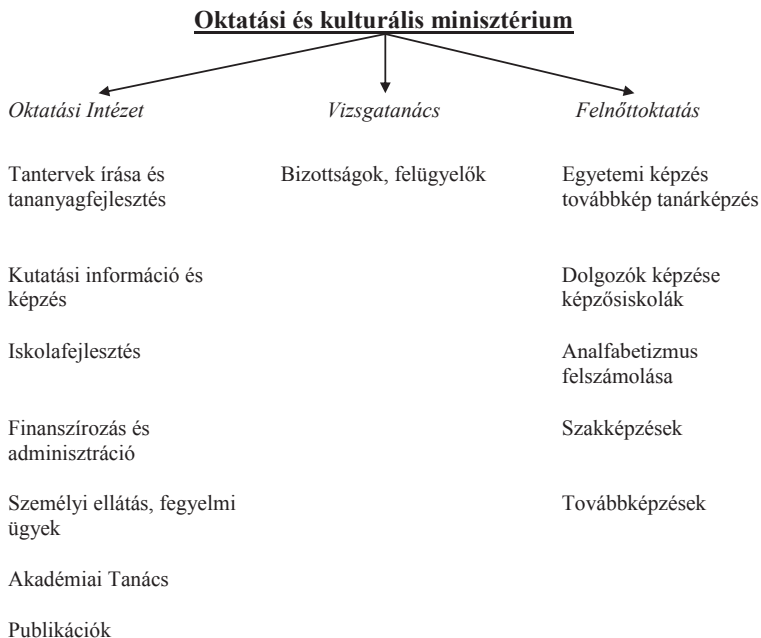 Oktatási és kulturális minisztérium
Oktatási Intézet
Vizsgatanács
Felnőttoktatás
Tantervek írása és
tananyagfejlesztés
Bizottságok, felügyelők
Egyetemi képzés
továbbkép tanárképzés
Kutatási információ és
képzés
Dolgozók képzése
képzősiskolák
Iskolafejlesztés
Analfabetizmus
felszámolása
Finanszírozás és
adminisztráció
Szakképzések
Személyi ellátás, fegyelmi
ügyek
Továbbképzések
Akadémiai Tanács
Publikációk